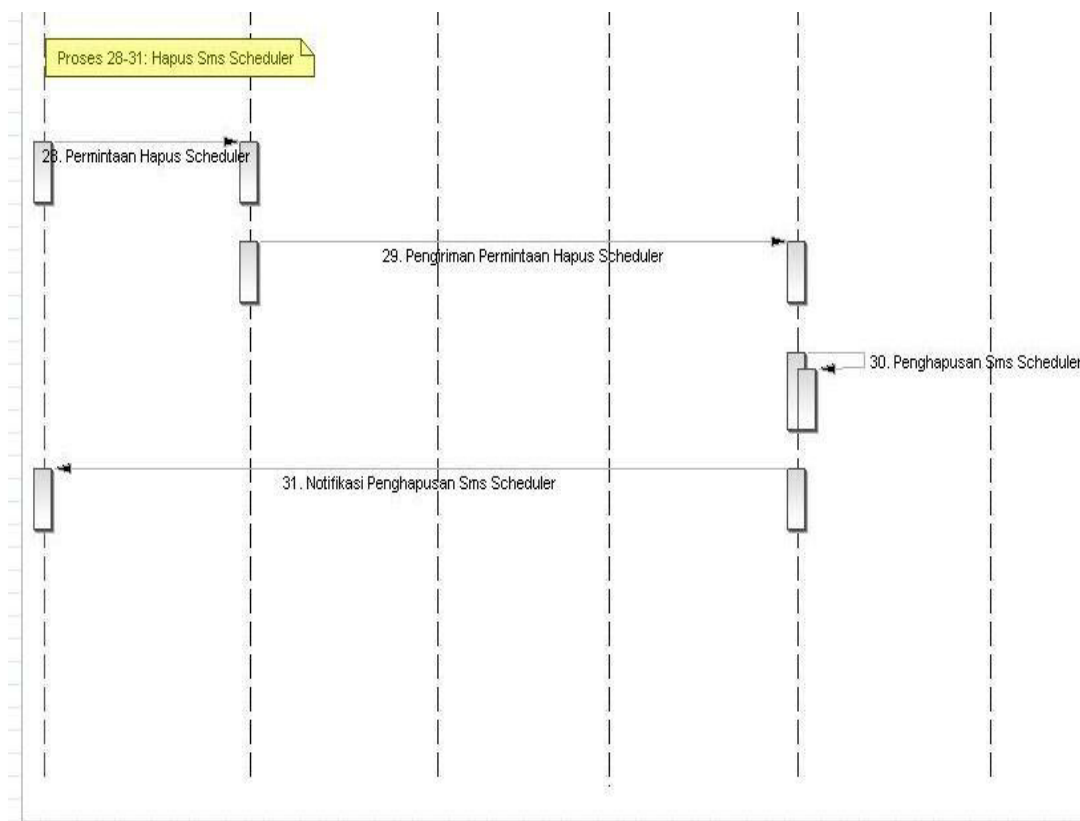 Proses 28-31: Hapus Sms Scheduler
28. Permintaan Hapus Scheduler
29. Pengiriman Permintaan Hapus Scheduler
30. Penghapusan Sms Scheduler
31. Notifikasi Penghapusan Sms Scheduler